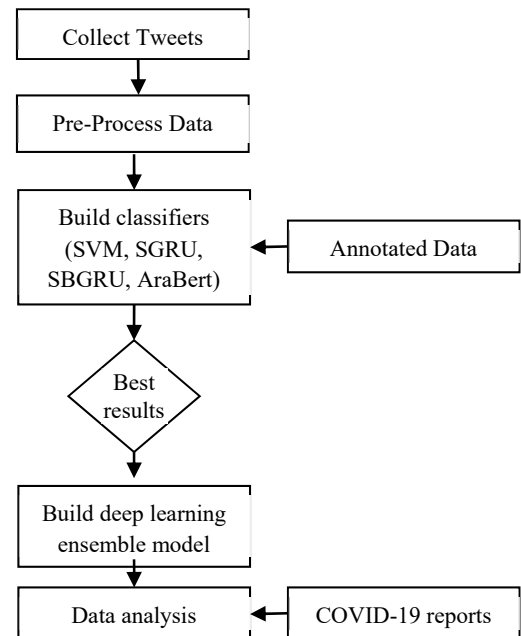 Collect Tweets
Pre-Process Data
Build classifiers
(SVM, SGRU,
SBGRU, AraBert)
Annotated Data
Best
results
Build deep learning
ensemble model
Data analysis
COVID-19 reports